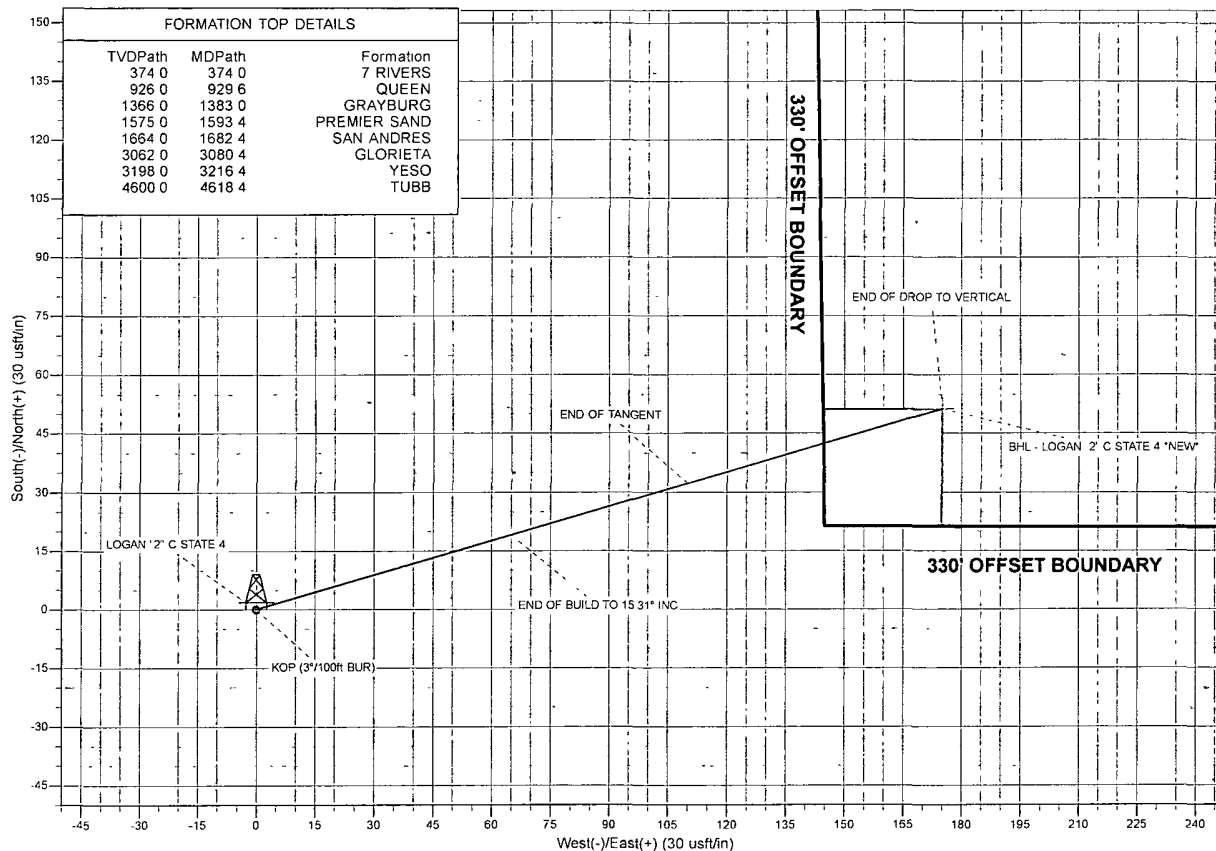 FORMATION TOP DETAILS
TVDPath MDPath Formation
374 0 374 0 7 RIVERS
926 0 929 6 QUEEN
1366 0 1383 0 GRAYBURG
1575 0 1593 4 PREMIER SAND
1664 0 1682 4 SAN ANDRES
3062 0 3080 4 GLORIETA
3198 0 3216 4 YESO
4600 0 4618 4 TUBB
150
135
120
105
90
75
60
45
30
15
0
-15
-30
-45
South(-)/North(+) (30 usft/in)
330' OFFSET BOUNDARY
END OF DROP TO VERTICAL
END OF TANGENT
BHL - LOGAN 2' C STATE 4 "NEW"
LOGAN "2" C STATE 4
330' OFFSET BOUNDARY
END OF BUILD TO 15 31° INC
KOP (3°/100ft BUR)
-45 -30 -15 0 15 30 45 60 75 90 105 120 135 150 165 180 195 210 225 240
West(-)/East(+) (30 usft/in)